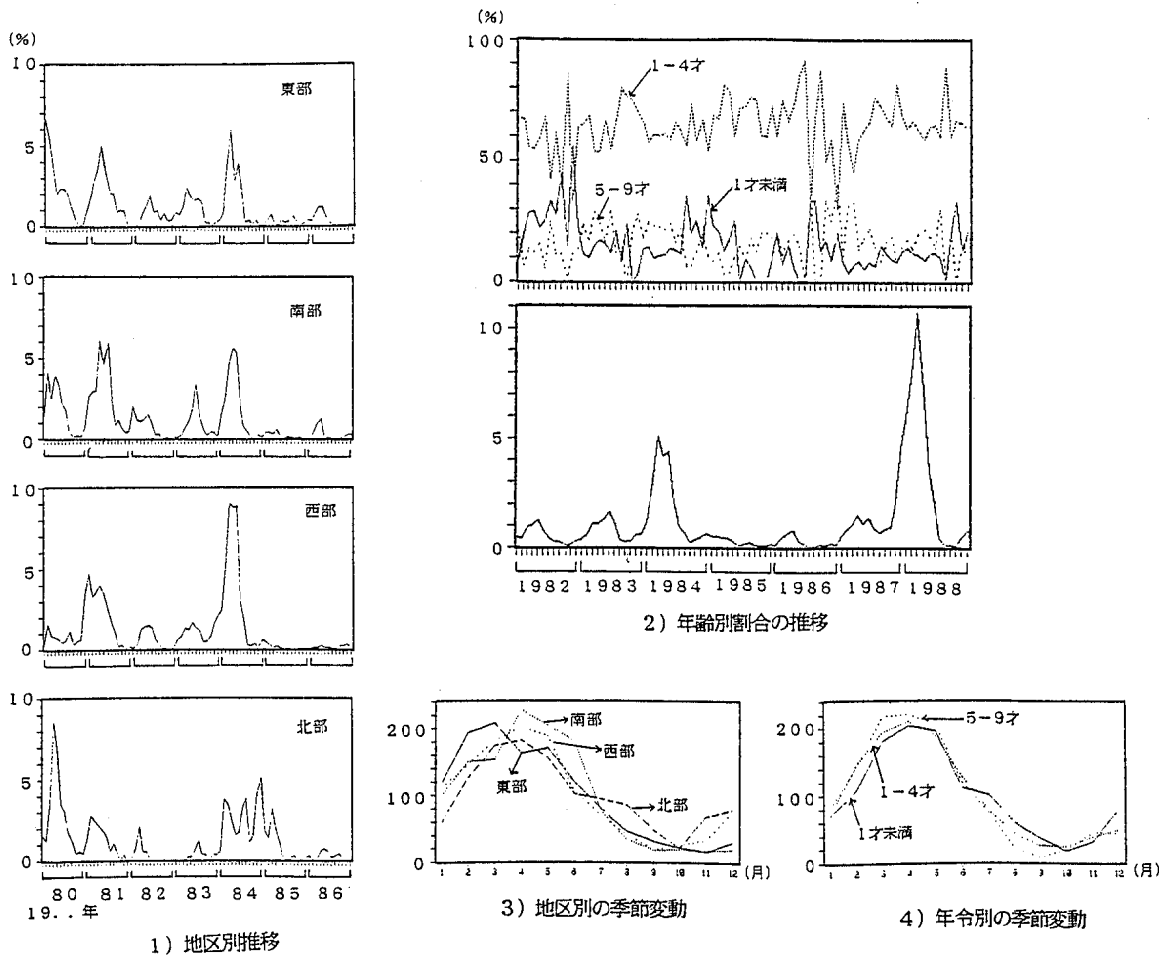 (%)
10
5
0
東部
10
5
0
南部
10
5
0
西部
10
5
0
北部
80 81 82 83 84 85 86
19..年
1) 地区別推移
(%)
100
50
0
1-4才
5-9才
1才未満
10
5
0
1982 1983 1984 1985 1986 1987 1988
2) 年齢別割合の推移
200
100
0
南部
西部
東部
北部
1 2 3 4 5 6 7 8 9 10 11 12 (月)
3) 地区別の季節変動
200
100
0
5-9才
1-4才
1才未満
1 2 3 4 5 6 7 8 9 10 11 12 (月)
4) 年令別の季節変動